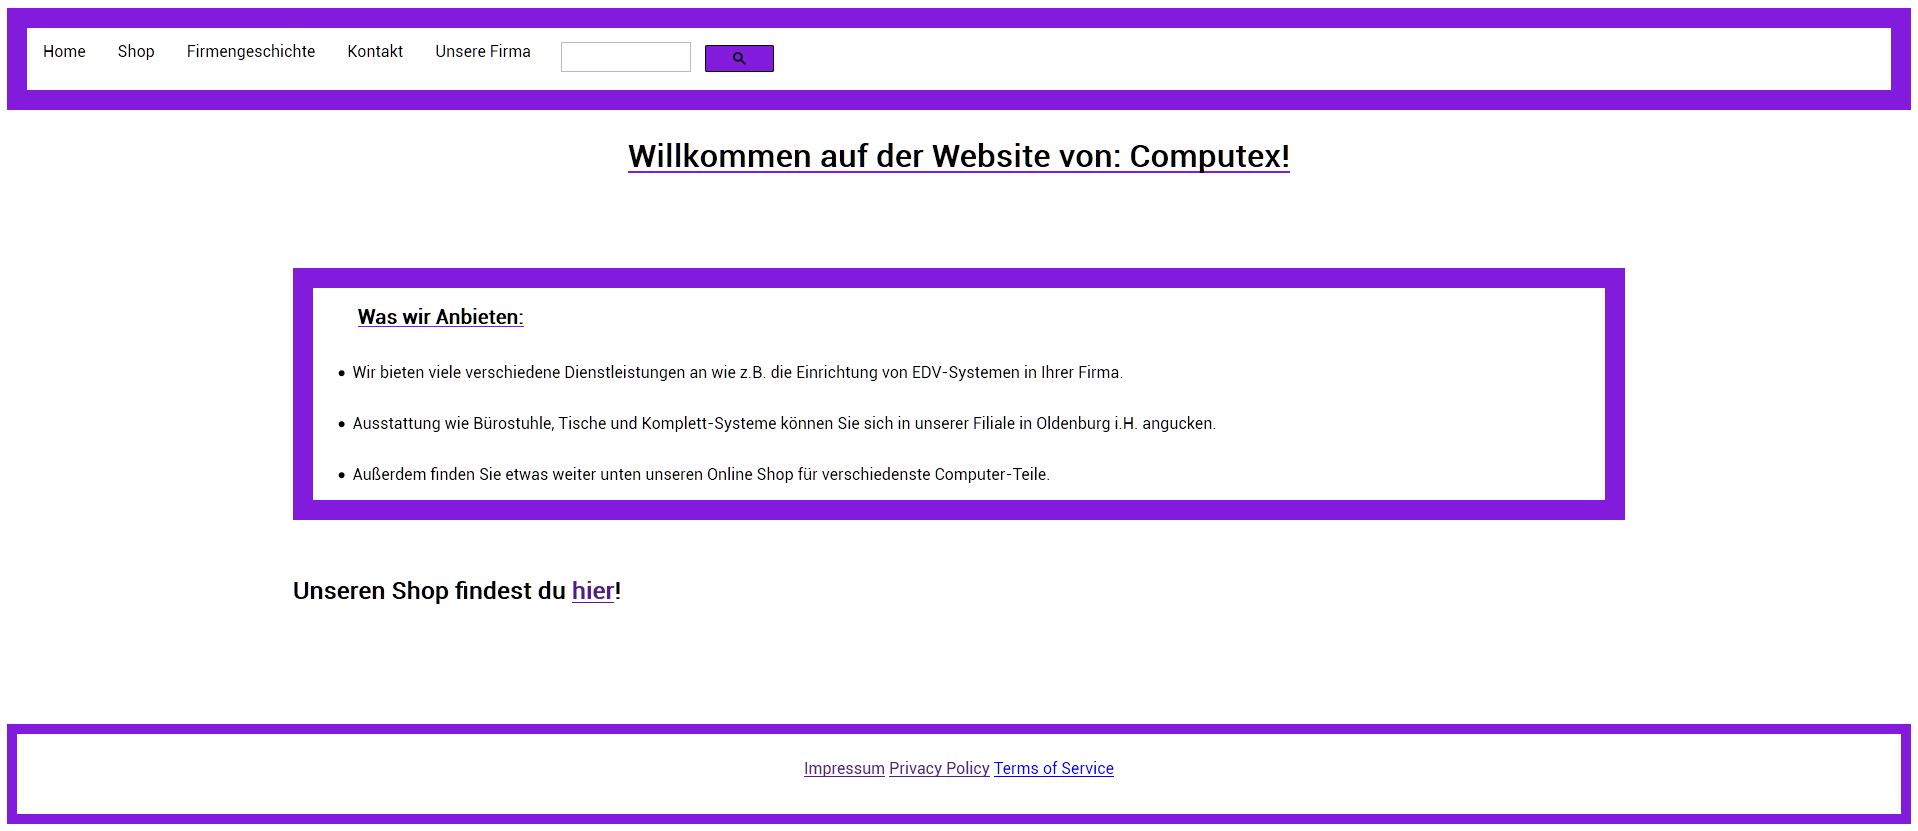 Home Shop Firmengeschichte Kontakt Unsere Firma
Willkommen auf der Website von: Computex!
Was wir Anbieten:
• Wir bieten viele verschiedene Dienstleistungen an wie z.B. die Einrichtung von EDV-Systemen in Ihrer Firma.
• Ausstattung wie Bürostuhle, Tische und Komplett-Systeme können Sie sich in unserer Filiale in Oldenburg i.H. angucken.
• Außerdem finden Sie etwas weiter unten unseren Online Shop für verschiedenste Computer-Teile.
Unseren Shop findest du hier!
Impressum Privacy Policy Terms of Service